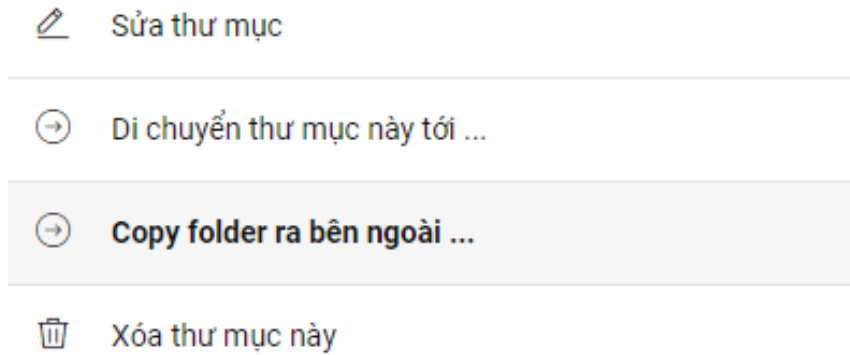 Sửa thư mục
Di chuyển thư mục này tới ...
Copy folder ra bên ngoài ...
Xóa thư mục này